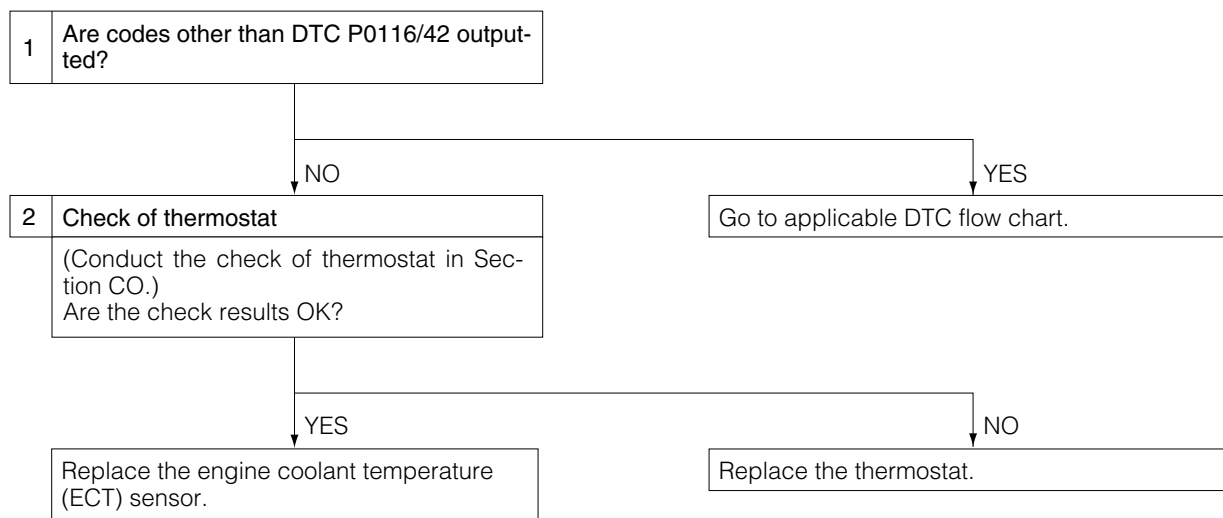 1 Are codes other than DTC P0116/42 output-
ted?
NO
YES
2 Check of thermostat
Go to applicable DTC flow chart.
(Conduct the check of thermostat in Sec-
tion CO.)
Are the check results OK?
YES
NO
Replace the engine coolant temperature
(ECT) sensor.
Replace the thermostat.